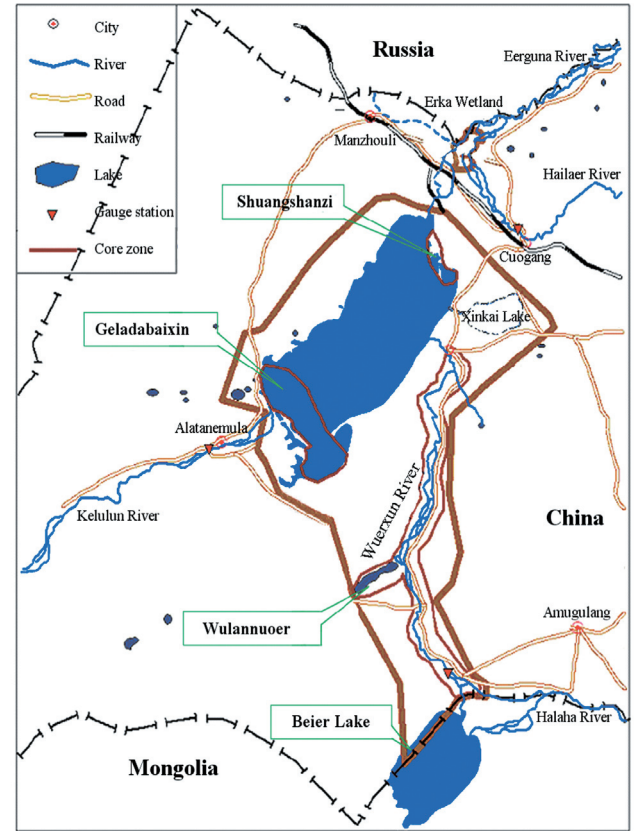 City
River
Road
Railway
Lake
Gauge station
Core zone
Russia
Eerguna River
Erka Wetland
Manzhouli
Hailaer River
Shuangshanzi
Cuogang
Xinkai Lake
Geladabaixin
Alatanemula
Kelulun River
Wuerxun River
China
Wulannuoer
Amugulang
Beier Lake
Halaha River
Mongolia